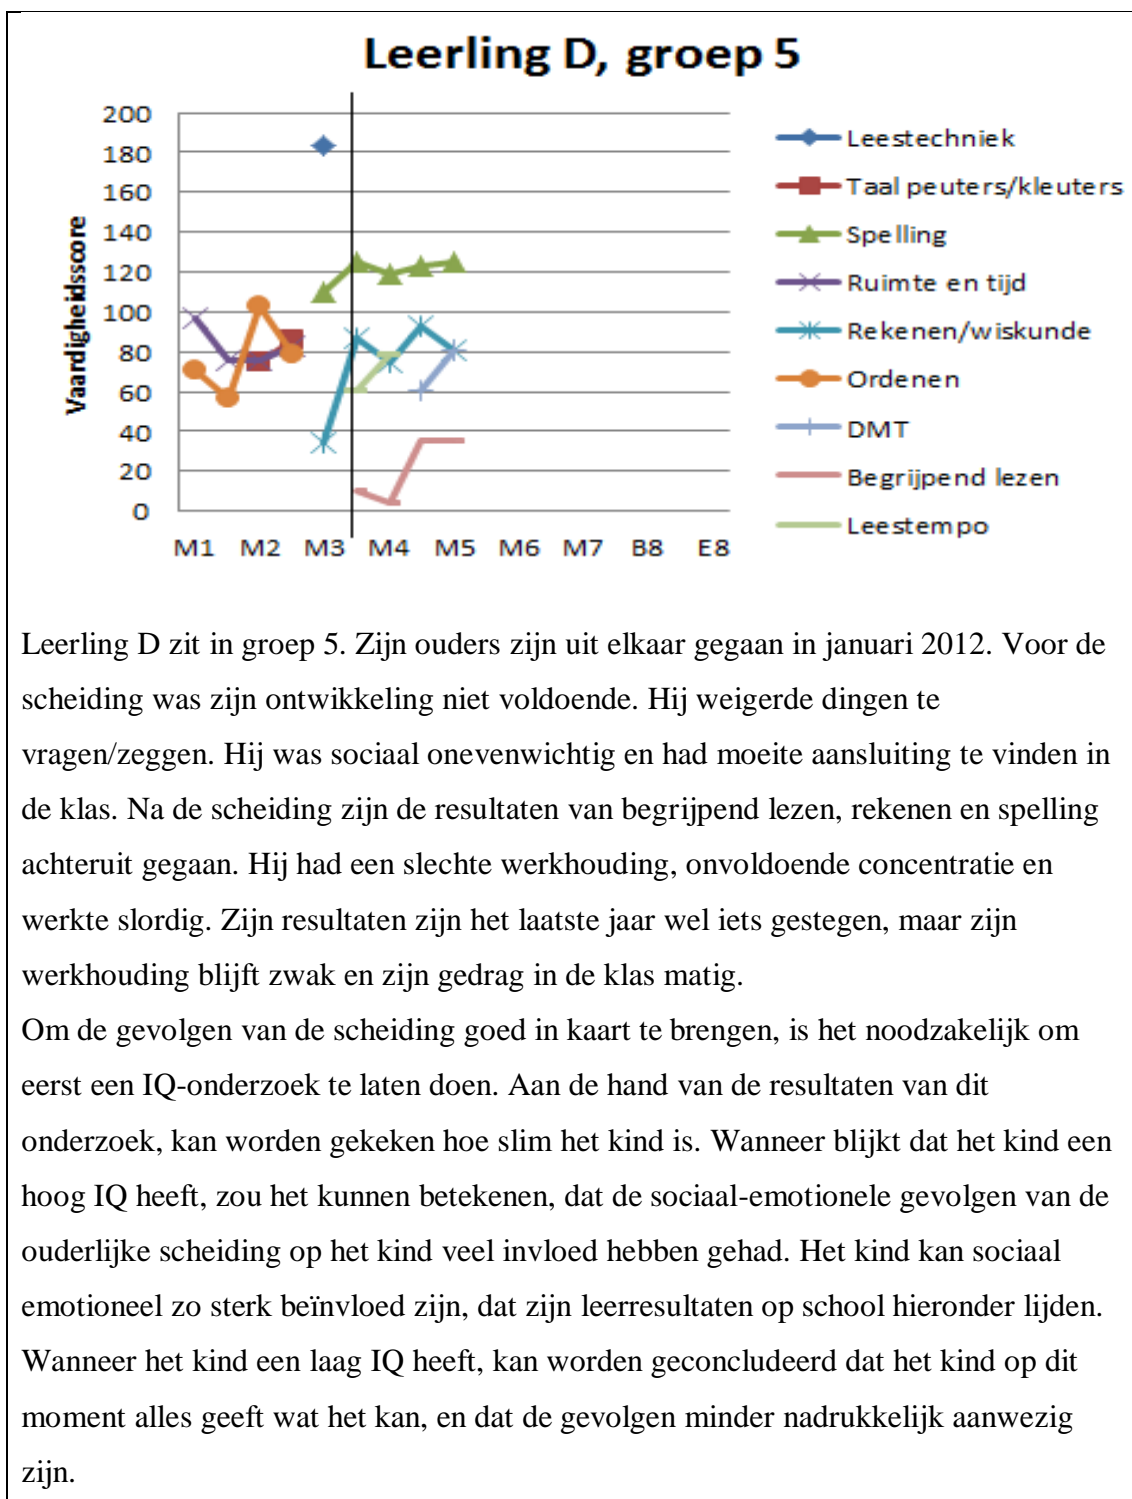 Leerling D, groep 5
200
180
160
140
120
100
80
60
40
20
0
Vaardigheidsscore
M1 M2 M3 M4 M5 M6 M7 B8 E8
Leestechniek
Taal peuters/kleuters
Spelling
Ruimte en tijd
Rekenen/wiskunde
Ordenen
DMT
Begrijpend lezen
Leestempo
Leerling D zit in groep 5. Zijn ouders zijn uit elkaar gegaan in januari 2012. Voor de
scheiding was zijn ontwikkeling niet voldoende. Hij weigerde dingen te
vragen/zeggen. Hij was sociaal onevenwichtig en had moeite aansluiting te vinden in
de klas. Na de scheiding zijn de resultaten van begrijpend lezen, rekenen en spelling
achteruit gegaan. Hij had een slechte werkhouding, onvoldoende concentratie en
werkte slordig. Zijn resultaten zijn het laatste jaar wel iets gestegen, maar zijn
werkhouding blijft zwak en zijn gedrag in de klas matig.
Om de gevolgen van de scheiding goed in kaart te brengen, is het noodzakelijk om
eerst een IQ-onderzoek te laten doen. Aan de hand van de resultaten van dit
onderzoek, kan worden gekeken hoe slim het kind is. Wanneer blijkt dat het kind een
hoog IQ heeft, zou het kunnen betekenen, dat de sociaal-emotionele gevolgen van de
ouderlijke scheiding op het kind veel invloed hebben gehad. Het kind kan sociaal
emotioneel zo sterk beïnvloed zijn, dat zijn leerresultaten op school hieronder lijden.
Wanneer het kind een laag IQ heeft, kan worden geconcludeerd dat het kind op dit
moment alles geeft wat het kan, en dat de gevolgen minder nadrukkelijk aanwezig
zijn.